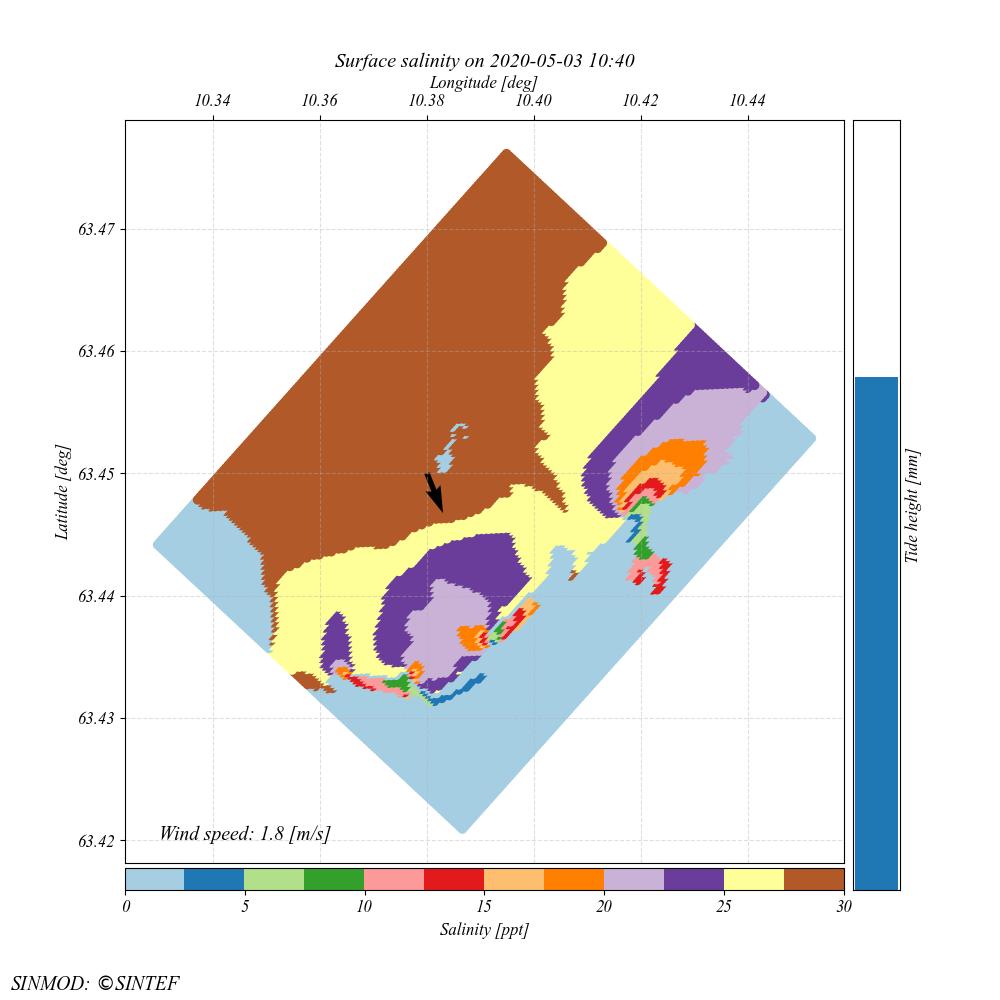 Surface salinity on 2020-05-03 10:40
Longitude [deg]
10.34 10.36 10.38 10.40 10.42 10.44
63.47
63.46
63.45
63.44
63.43
63.42
Latitude [deg]
Tide height [mm]
Wind speed: 1.8 [m/s]
0 5 10 15 20 25 30
Salinity [ppt]
SINMOD: ©SINTEF